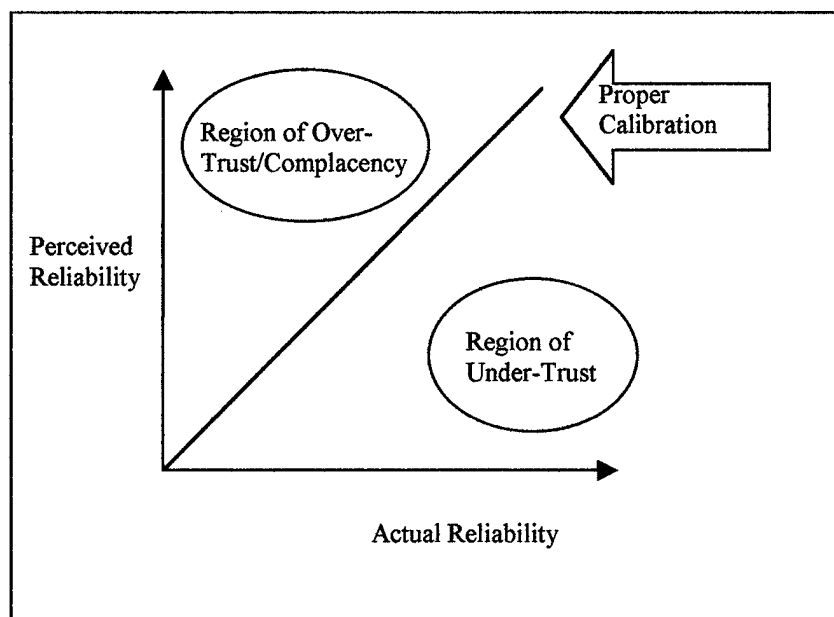 Region of Over-
Trust/Complacency
Proper
Calibration
Perceived
Reliability
Region of
Under-Trust
Actual Reliability